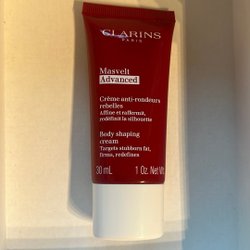 CLARINS
PARIS
Masvelt
Advanced
Crème anti-rondeurs
rebelles
Affine et raffermit,
redéfinit la silhouette
Body shaping
cream
Targets stubborn fat,
firms, redefines
30 mL 1 Oz. Net Wt.